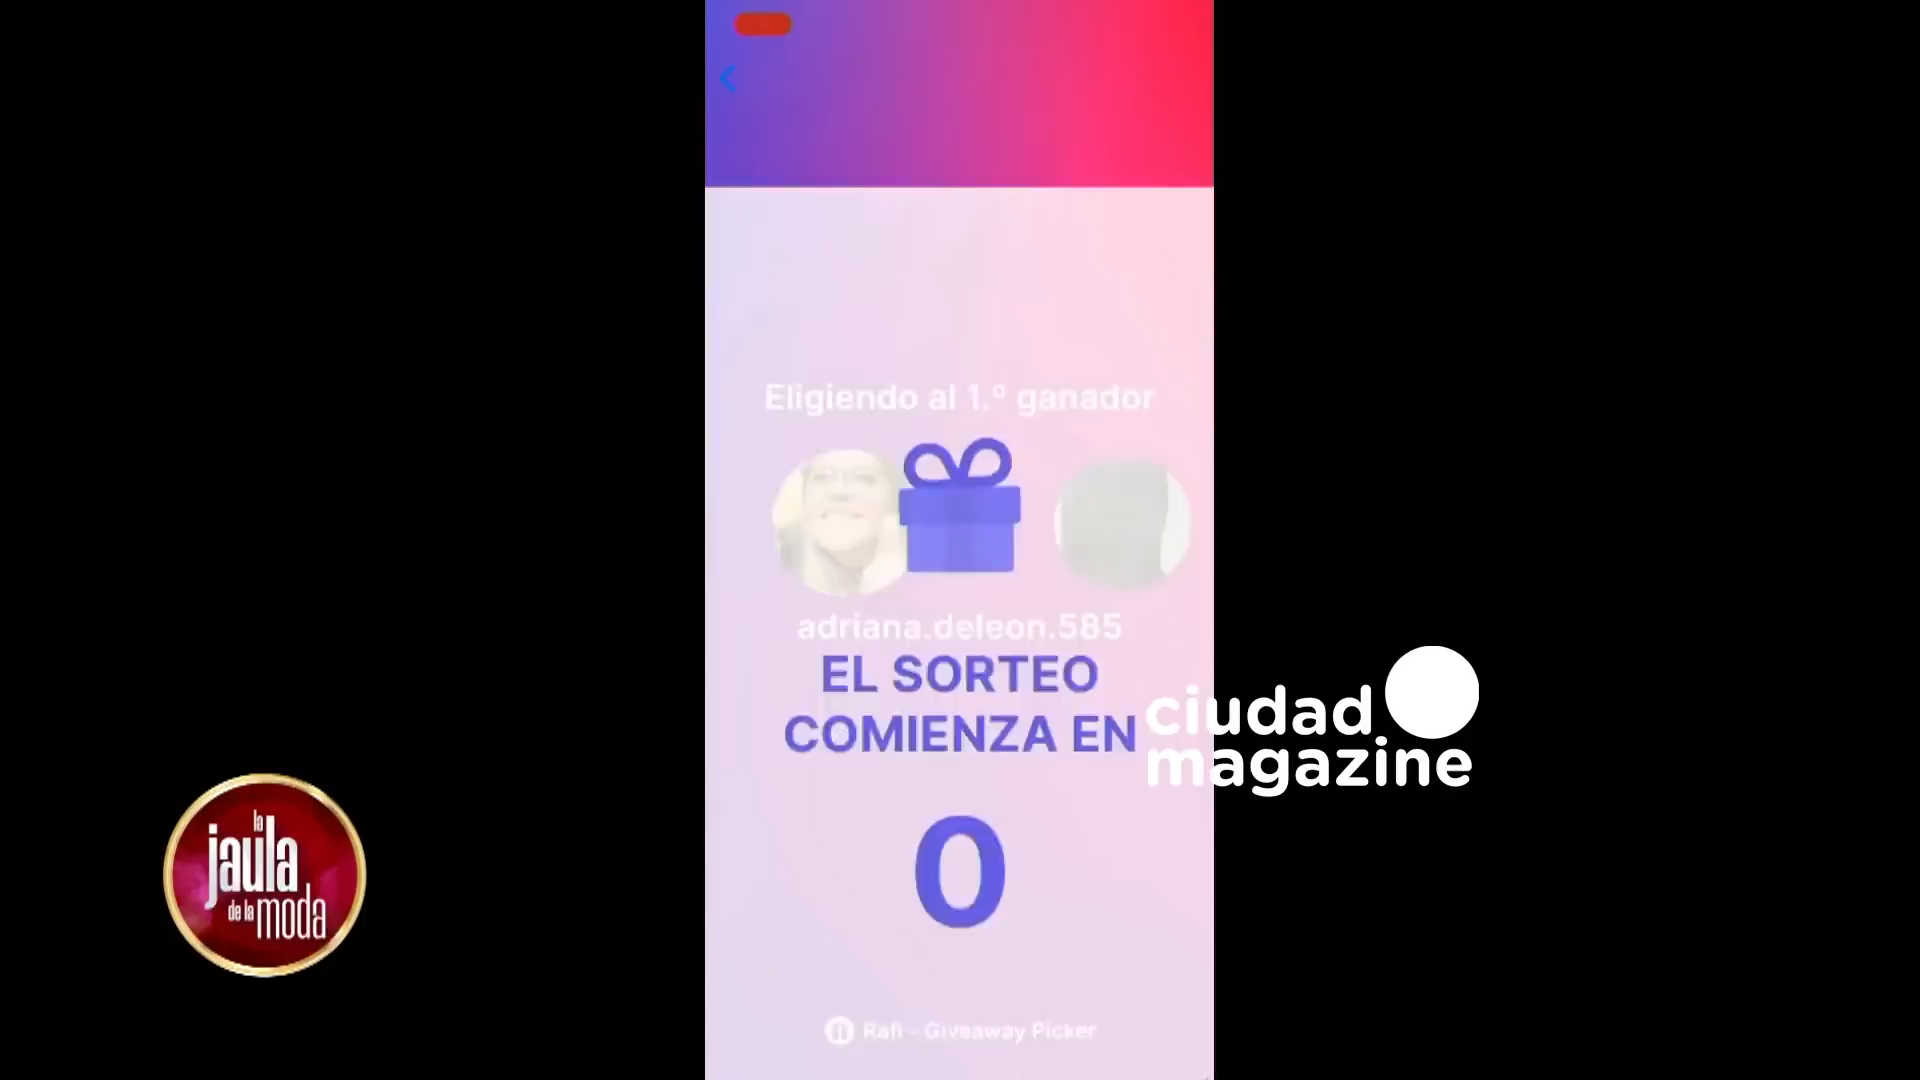 Eligiendo al 1.º ganador
adriana.deleon.585
EL SORTEO
COMIENZA EN
0
Rafi - Giveaway Picker
ciudad
magazine
la
jaula
de la moda